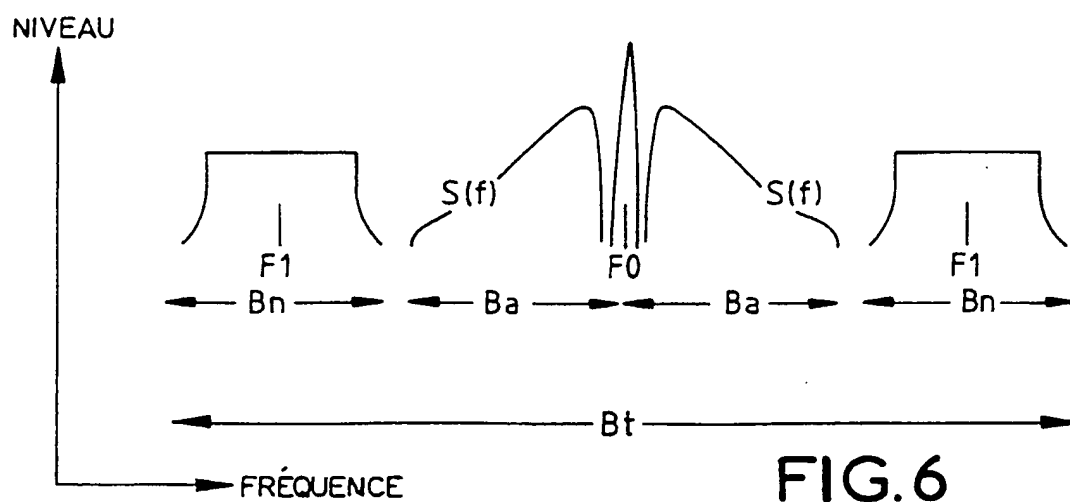 NIVEAU
S(f) S(f)
F1 F0 F1
Bn Ba Ba Bn
Bt
FRÉQUENCE
FIG.6